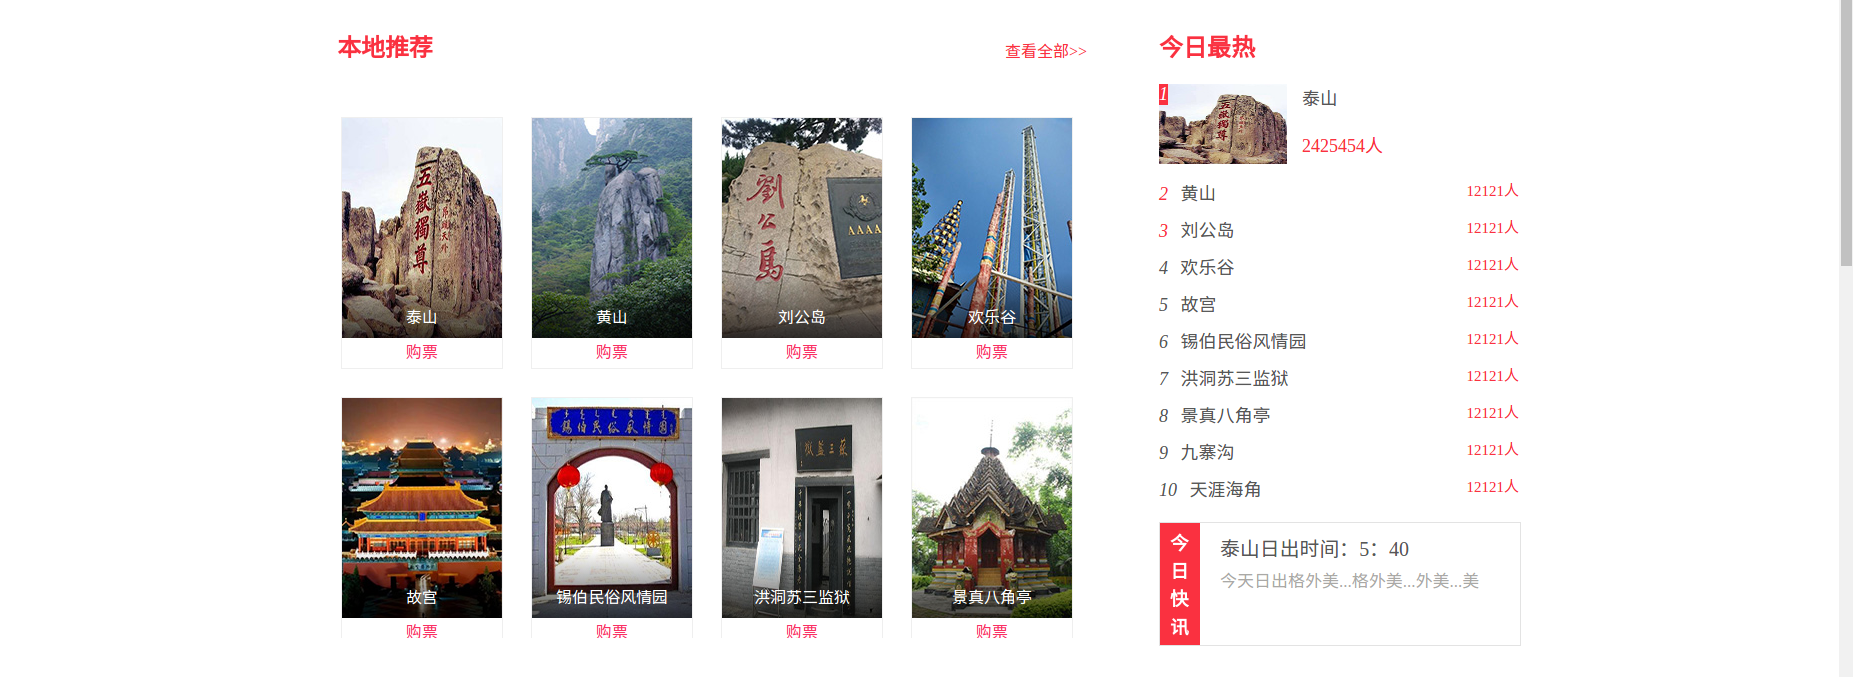 本地推荐
查看全部>>
五嶽獨尊
泰山
购票
黄山
购票
劉公島
AAAA
刘公岛
购票
欢乐谷
购票
故宫
购票
锡伯民俗风情园
锡伯民俗风情园
购票
蘇三監獄
洪洞苏三监狱
购票
景真八角亭
购票
今日最热
1
五嶽獨尊
泰山
2425454人
2 黄山 12121人
3 刘公岛 12121人
4 欢乐谷 12121人
5 故宫 12121人
6 锡伯民俗风情园 12121人
7 洪洞苏三监狱 12121人
8 景真八角亭 12121人
9 九寨沟 12121人
10 天涯海角 12121人
今日快讯
泰山日出时间：5：40
今天日出格外美...格外美...外美...美